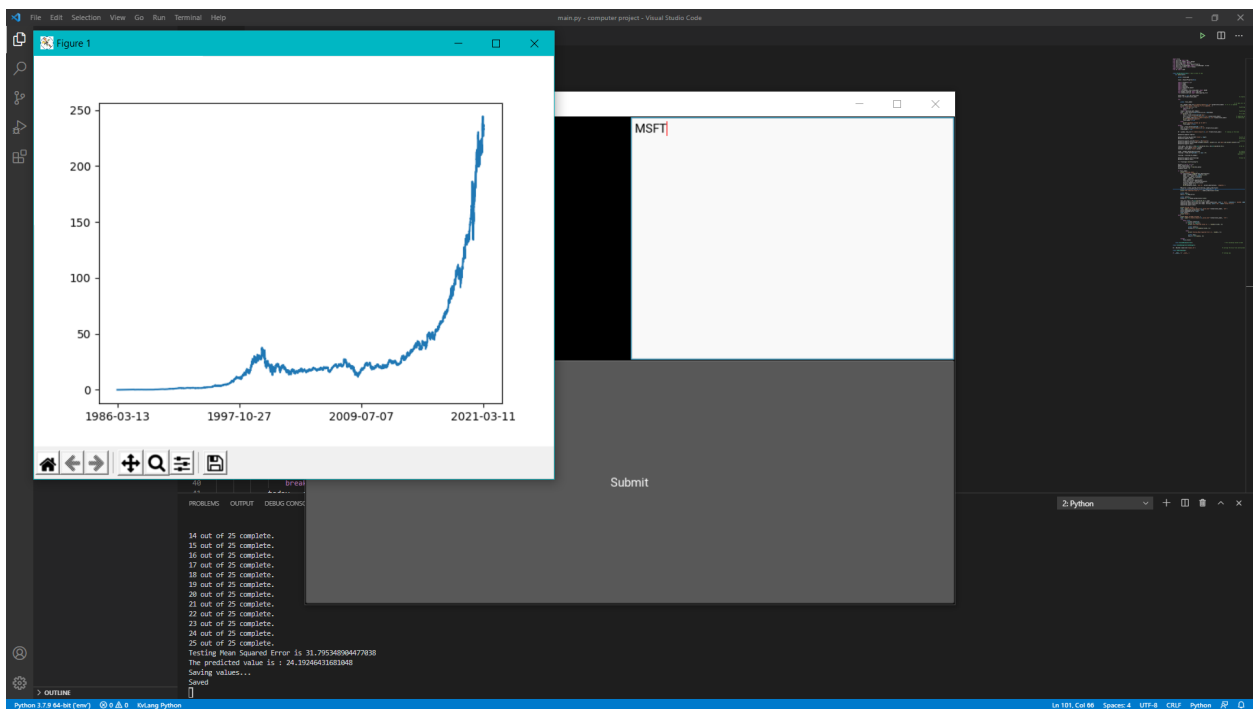 File Edit Selection View Go Run Terminal Help
main.py - computer project - Visual Studio Code
Figure 1
250
200
150
100
50
0
1986-03-13 1997-10-27 2009-07-07 2021-03-11
MSFT
Submit
40 break
PROBLEMS OUTPUT DEBUG CONS
2: Python
14 out of 25 complete.
15 out of 25 complete.
16 out of 25 complete.
17 out of 25 complete.
18 out of 25 complete.
19 out of 25 complete.
20 out of 25 complete.
21 out of 25 complete.
22 out of 25 complete.
23 out of 25 complete.
24 out of 25 complete.
25 out of 25 complete.
Testing Mean Squared Error is 31.795348904477038
The predicted value is : 24.19246431681048
Saving values...
Saved
OUTLINE
Python 3.7.9 64-bit ('env') 0 0 0 KvLang Python
Ln 101, Col 66 Spaces: 4 UTF-8 CRLF Python